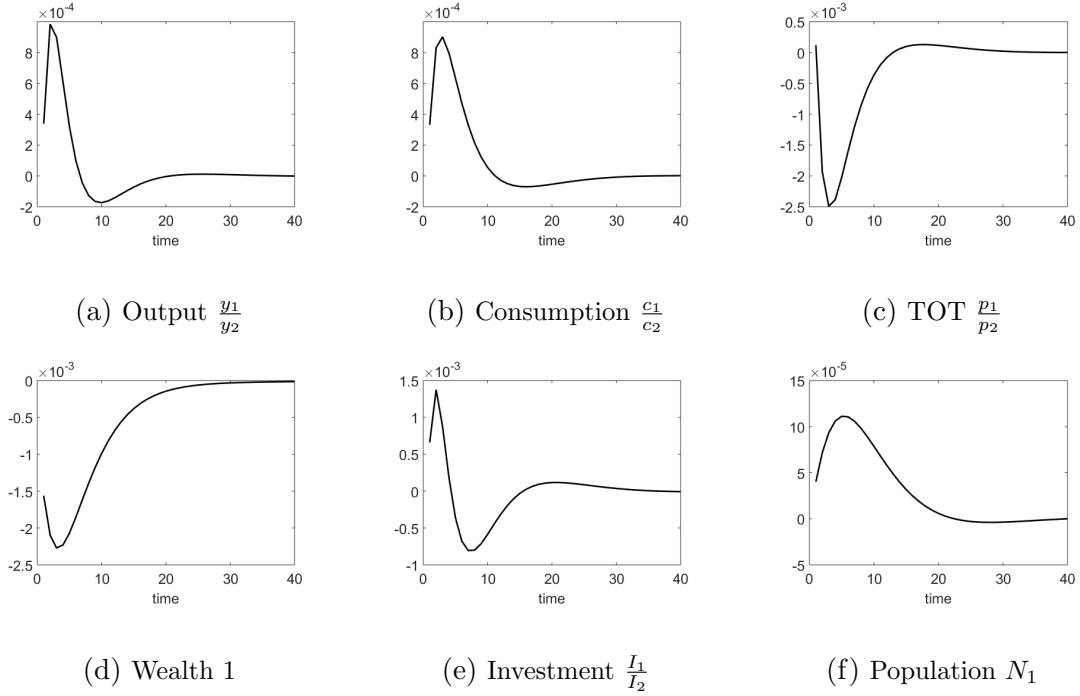 ×10⁻⁴
8
6
4
2
0
-2
0 10 20 30 40
time
(a) Output y₁/y₂
×10⁻⁴
8
6
4
2
0
-2
0 10 20 30 40
time
(b) Consumption c₁/c₂
×10⁻³
0.5
0
-0.5
-1
-1.5
-2
-2.5
0 10 20 30 40
time
(c) TOT p₁/p₂
×10⁻³
0
-0.5
-1
-1.5
-2
-2.5
0 10 20 30 40
time
(d) Wealth 1
×10⁻³
1.5
1
0.5
0
-0.5
-1
0 10 20 30 40
time
(e) Investment I₁/I₂
×10⁻⁵
15
10
5
0
-5
0 10 20 30 40
time
(f) Population N₁